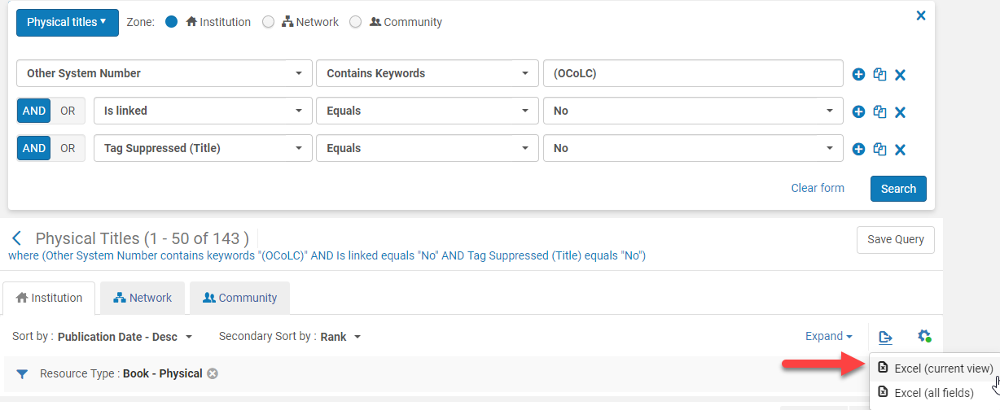 Physical titles Zone: Institution Network Community
Other System Number Contains Keywords (OCoLC)
AND OR Is linked Equals No
AND OR Tag Suppressed (Title) Equals No
Clear form Search
Physical Titles (1 - 50 of 143 ) Save Query
where (Other System Number contains keywords "(OCoLC)" AND Is linked equals "No" AND Tag Suppressed (Title) equals "No")
Institution Network Community
Sort by : Publication Date - Desc Secondary Sort by : Rank Expand
Resource Type : Book - Physical
Excel (current view)
Excel (all fields)